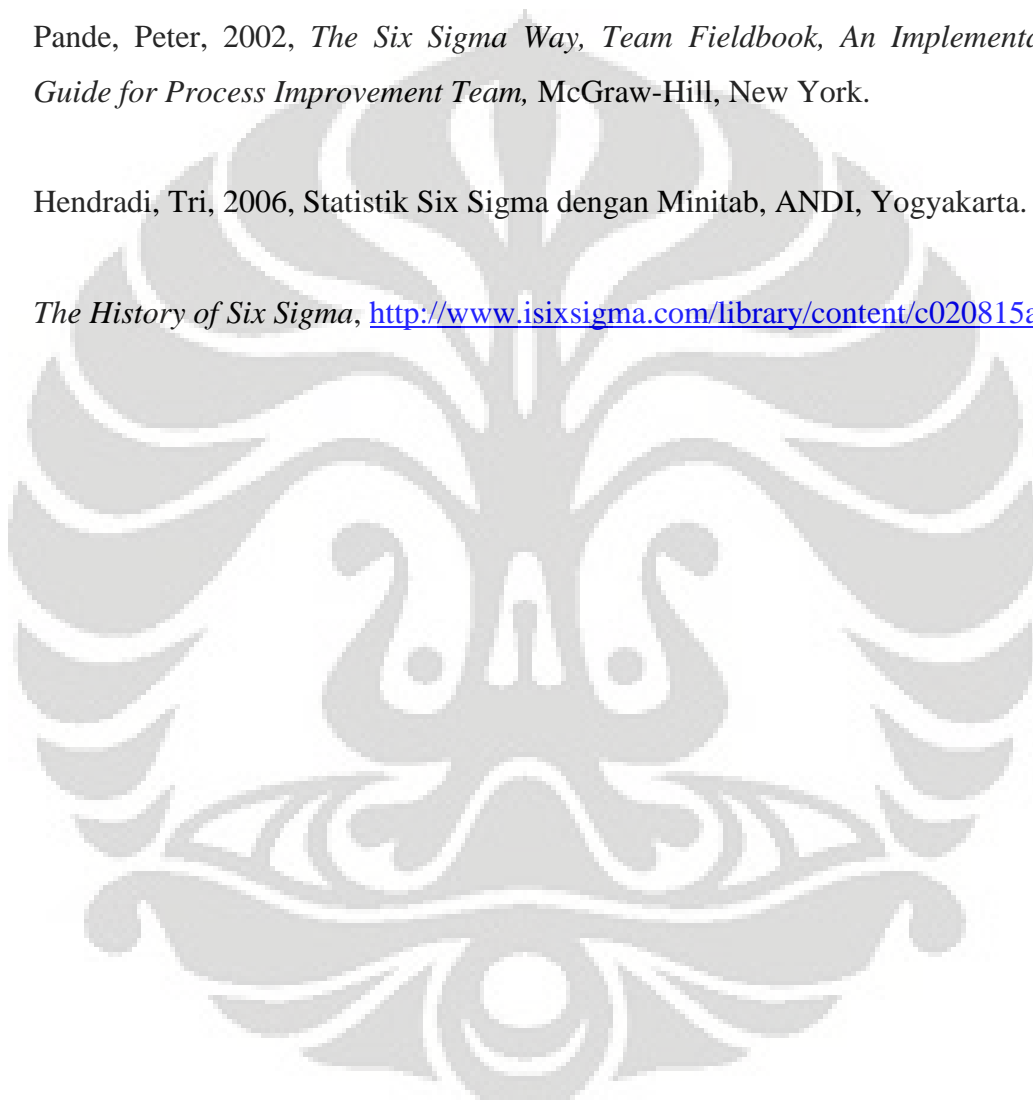 Pande, Peter, 2002, The Six Sigma Way, Team Fieldbook, An Implementa
Guide for Process Improvement Team, McGraw-Hill, New York.
Hendradi, Tri, 2006, Statistik Six Sigma dengan Minitab, ANDI, Yogyakarta.
The History of Six Sigma, http://www.isixsigma.com/library/content/c020815a